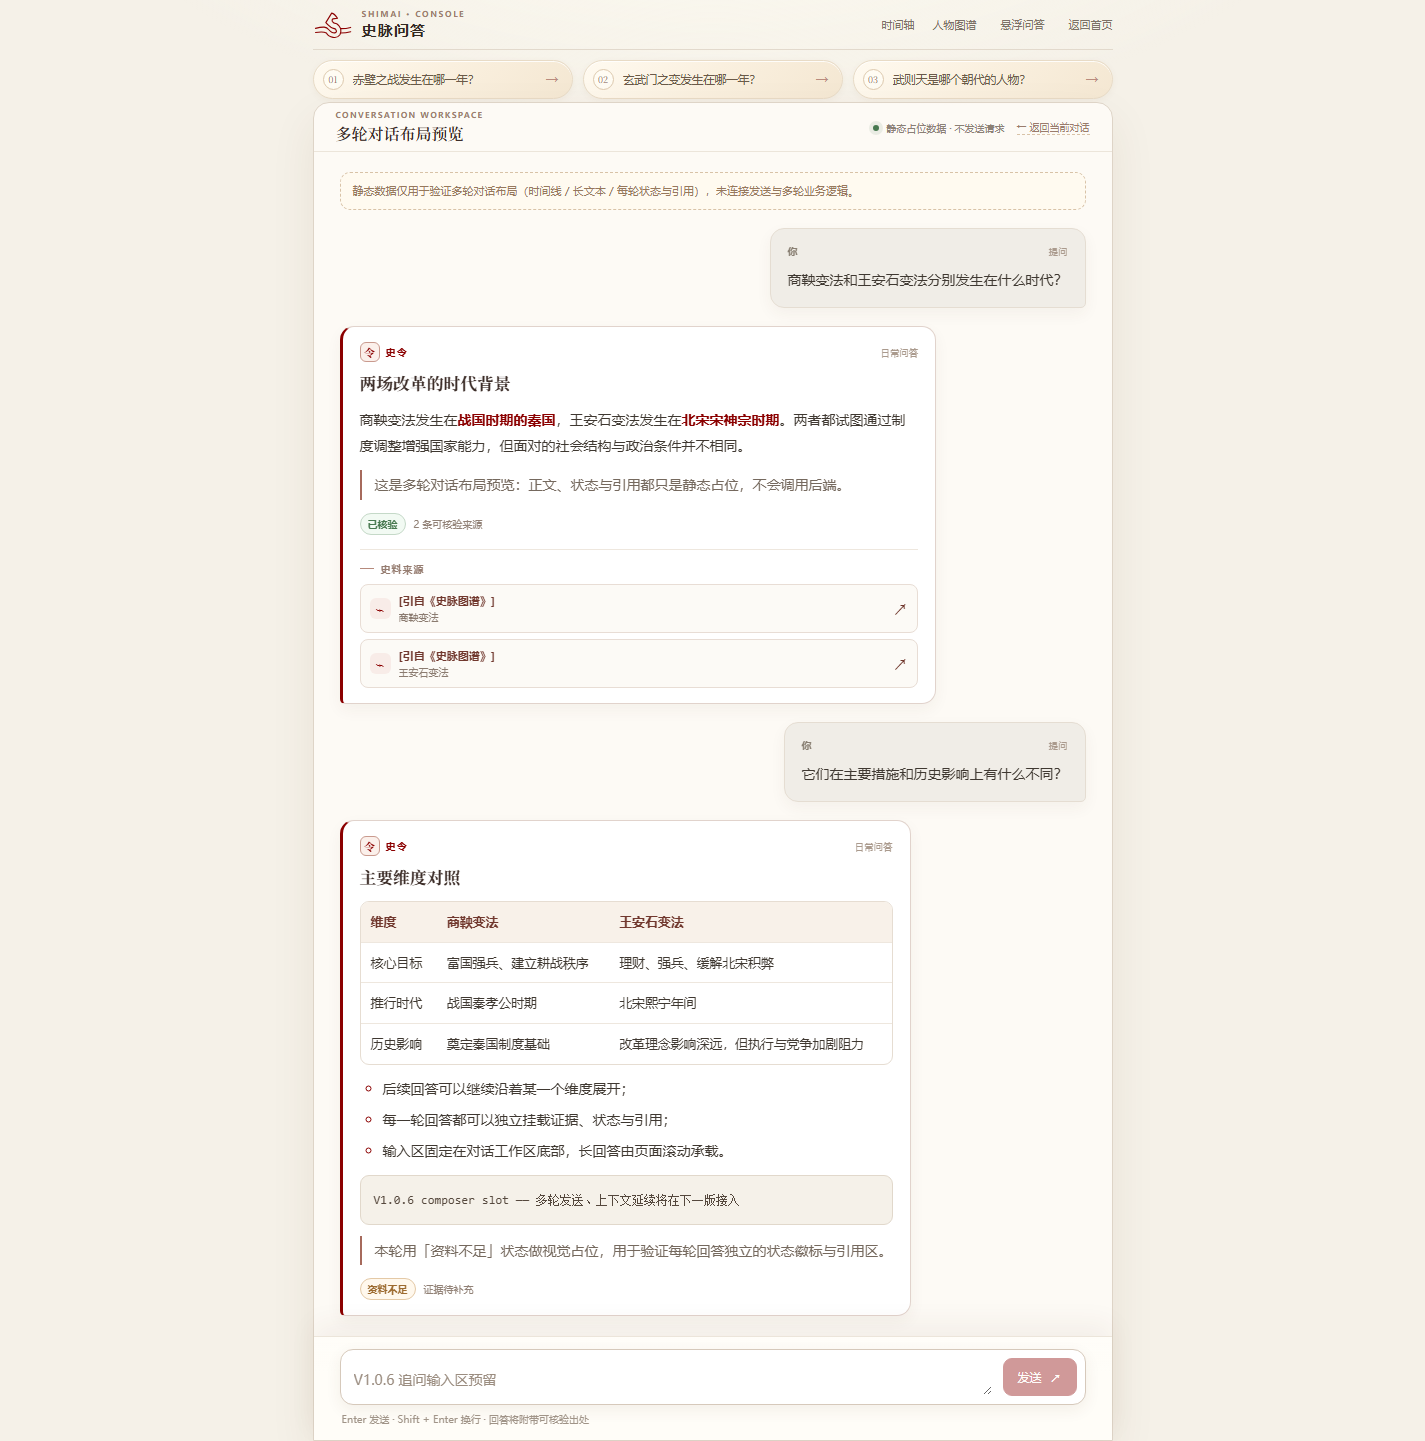 SHIMAI · CONSOLE
史脉问答
时间轴 人物图谱 悬浮问答 返回首页
01 赤壁之战发生在哪一年? →
02 玄武门之变发生在哪一年? →
03 武则天是哪个朝代的人物? →
CONVERSATION WORKSPACE
多轮对话布局预览
静态占位数据 · 不发送请求 ← 返回当前对话
静态数据仅用于验证多轮对话布局（时间线 / 长文本 / 每轮状态与引用），未连接发送与多轮业务逻辑。
你 提问
商鞅变法和王安石变法分别发生在什么时代?
令 史令 日常问答
两场改革的时代背景
商鞅变法发生在战国时期的秦国，王安石变法发生在北宋宋神宗时期。两者都试图通过制
度调整增强国家能力，但面对的社会结构与政治条件并不相同。
这是多轮对话布局预览：正文、状态与引用都只是静态占位，不会调用后端。
已核验 2 条可核验来源
史料来源
[引自《史脉图谱》] ↗
商鞅变法
[引自《史脉图谱》] ↗
王安石变法
你 提问
它们在主要措施和历史影响上有什么不同?
令 史令 日常问答
主要维度对照
维度 商鞅变法 王安石变法
核心目标 富国强兵、建立耕战秩序 理财、强兵、缓解北宋积弊
推行时代 战国秦孝公时期 北宋熙宁年间
历史影响 奠定秦国制度基础 改革理念影响深远，但执行与党争加剧阻力
后续回答可以继续沿着某一个维度展开；
每一轮回答都可以独立挂载证据、状态与引用；
输入区固定在对话工作区底部，长回答由页面滚动承载。
V1.0.6 composer slot —— 多轮发送、上下文延续将在下一版接入
本轮用「资料不足」状态做视觉占位，用于验证每轮回答独立的状态徽标与引用区。
资料不足 证据待补充
V1.0.6 追问输入区预留
发送 ↗
Enter 发送 · Shift + Enter 换行 · 回答将附带可核验出处